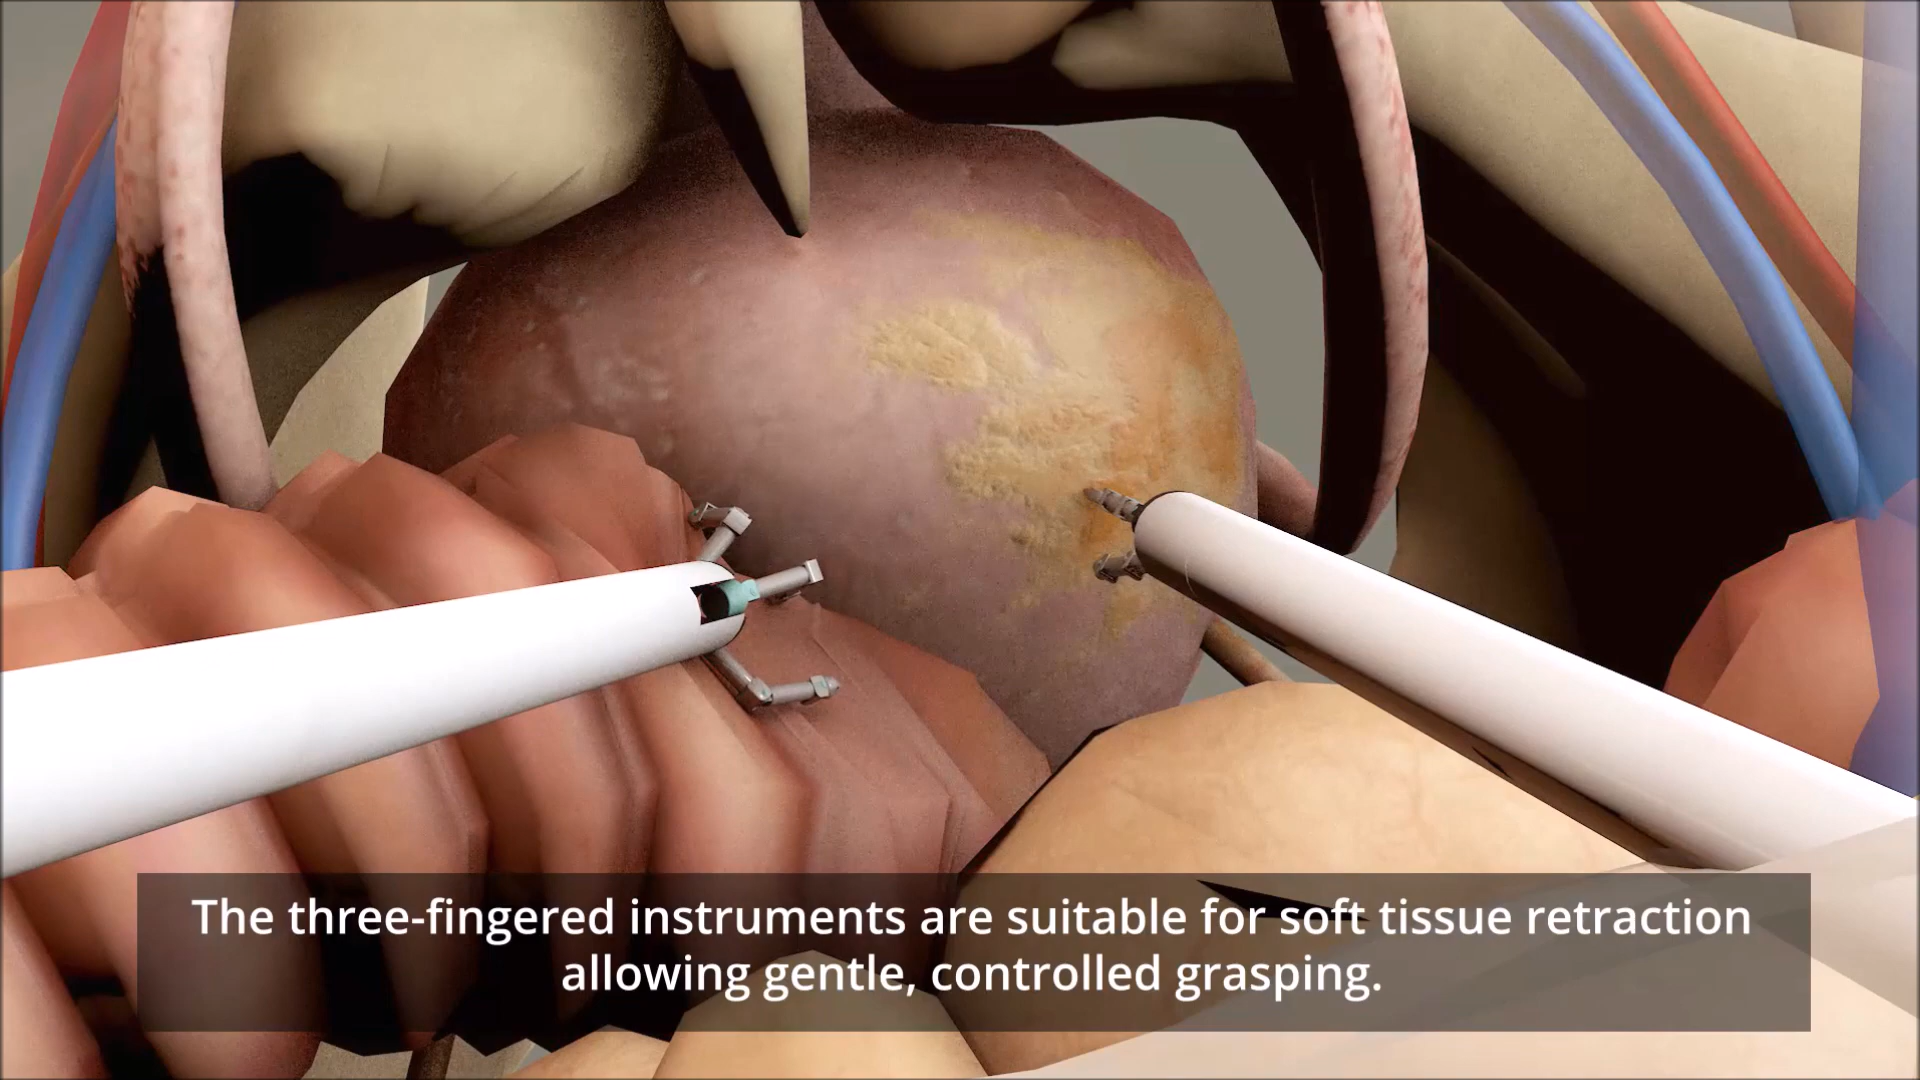 The three-fingered instruments are suitable for soft tissue retraction
allowing gentle, controlled grasping.